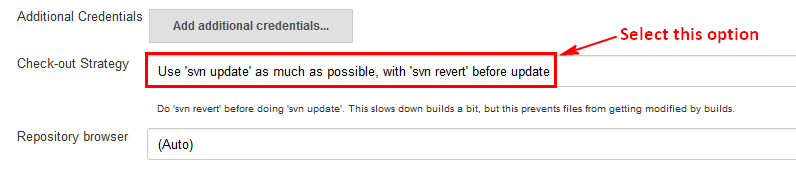 Additional Credentials
Add additional credentials...
Select this option
Check-out Strategy
Use 'svn update' as much as possible, with 'svn revert' before update
Do 'svn revert' before doing 'svn update'. This slows down builds a bit, but this prevents files from getting modified by builds.
Repository browser
(Auto)